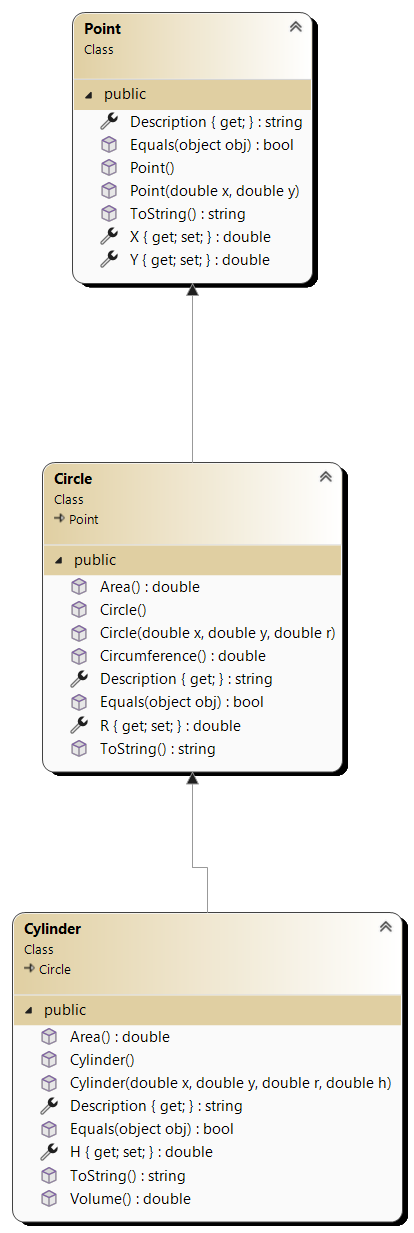 Point
Class
public
Description { get; } : string
Equals(object obj) : bool
Point()
Point(double x, double y)
ToString() : string
X { get; set; } : double
Y { get; set; } : double
Circle
Class
Point
public
Area() : double
Circle()
Circle(double x, double y, double r)
Circumference() : double
Description { get; } : string
Equals(object obj) : bool
R { get; set; } : double
ToString() : string
Cylinder
Class
Circle
public
Area() : double
Cylinder()
Cylinder(double x, double y, double r, double h)
Description { get; } : string
Equals(object obj) : bool
H { get; set; } : double
ToString() : string
Volume() : double